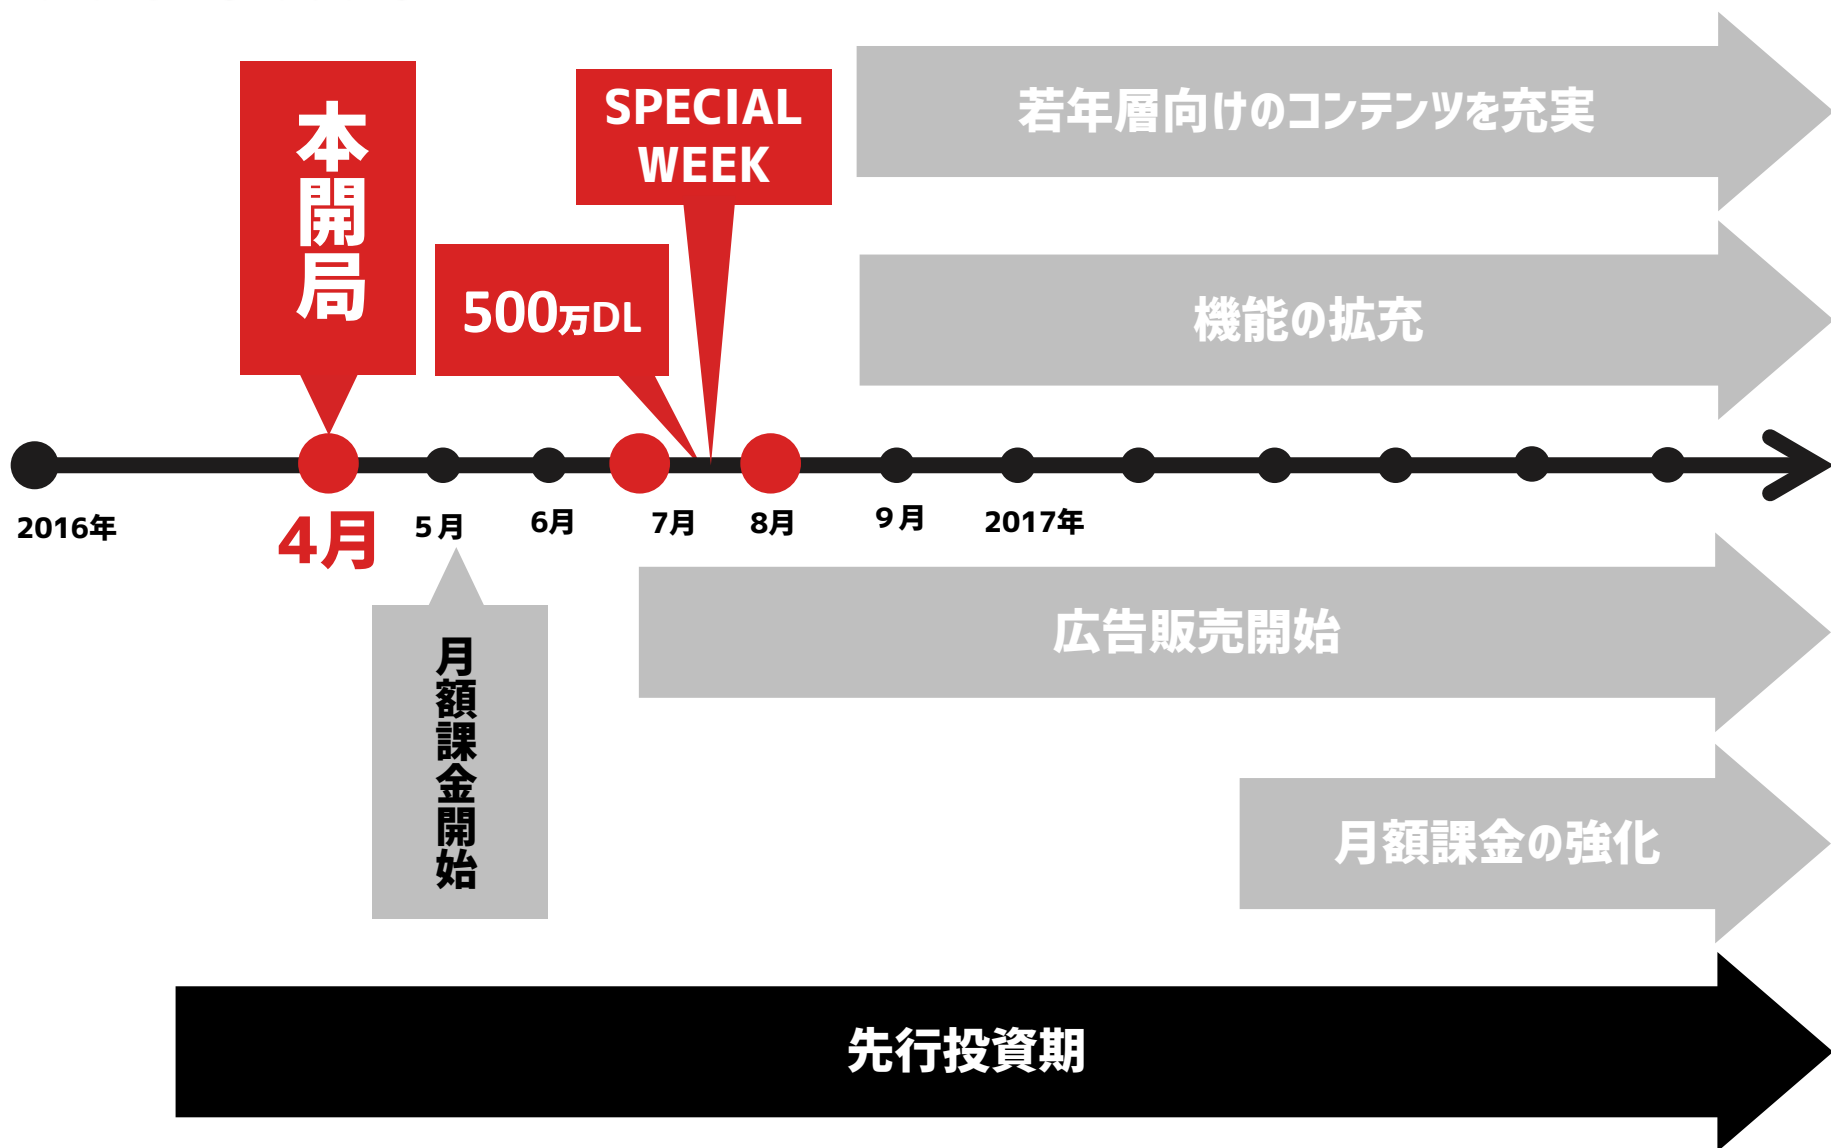 本開局
SPECIAL
WEEK
500万DL
若年層向けのコンテンツを充実
機能の拡充
2016年
4月
5月
6月
7月
8月
9月
2017年
月額課金開始
広告販売開始
月額課金の強化
先行投資期